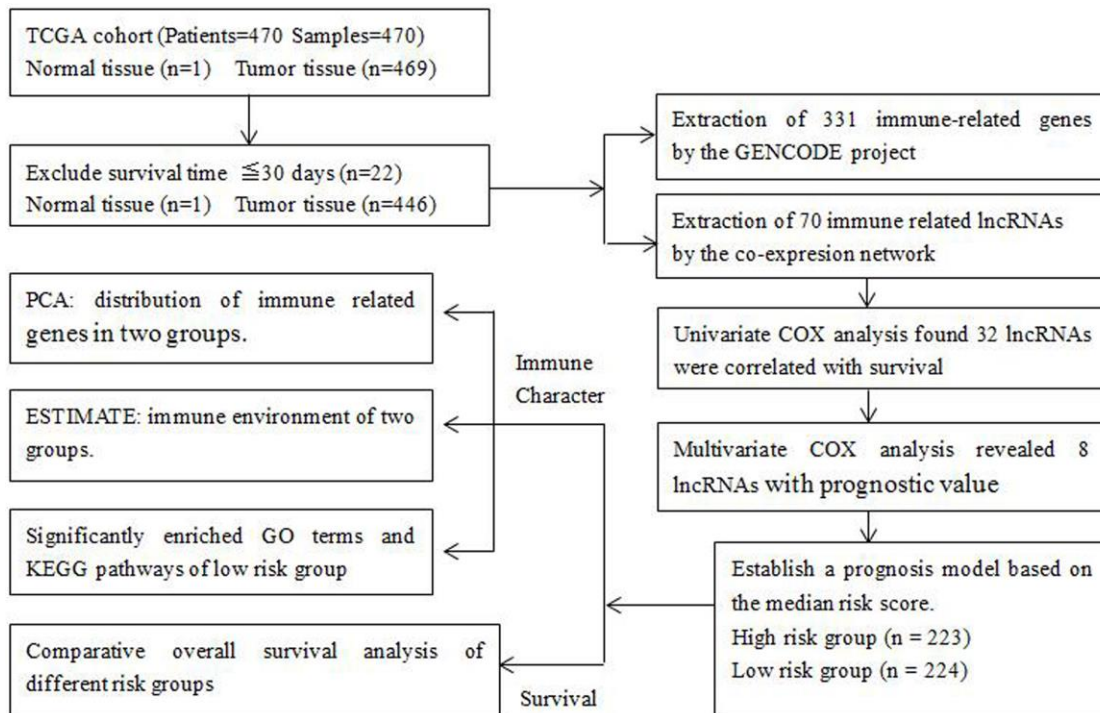 TCGA cohort (Patients=470 Samples=470)
Normal tissue (n=1) Tumor tissue (n=469)
Exclude survival time ≦30 days (n=22)
Normal tissue (n=1) Tumor tissue (n=446)
Extraction of 331 immune-related genes
by the GENCODE project
Extraction of 70 immune related lncRNAs
by the co-expresion network
Univariate COX analysis found 32 lncRNAs
were correlated with survival
Multivariate COX analysis revealed 8
lncRNAs with prognostic value
Establish a prognosis model based on
the median risk score.
High risk group (n = 223)
Low risk group (n = 224)
Immune
Character
PCA: distribution of immune related
genes in two groups.
ESTIMATE: immune environment of two
groups.
Significantly enriched GO terms and
KEGG pathways of low risk group
Comparative overall survival analysis of
different risk groups
Survival